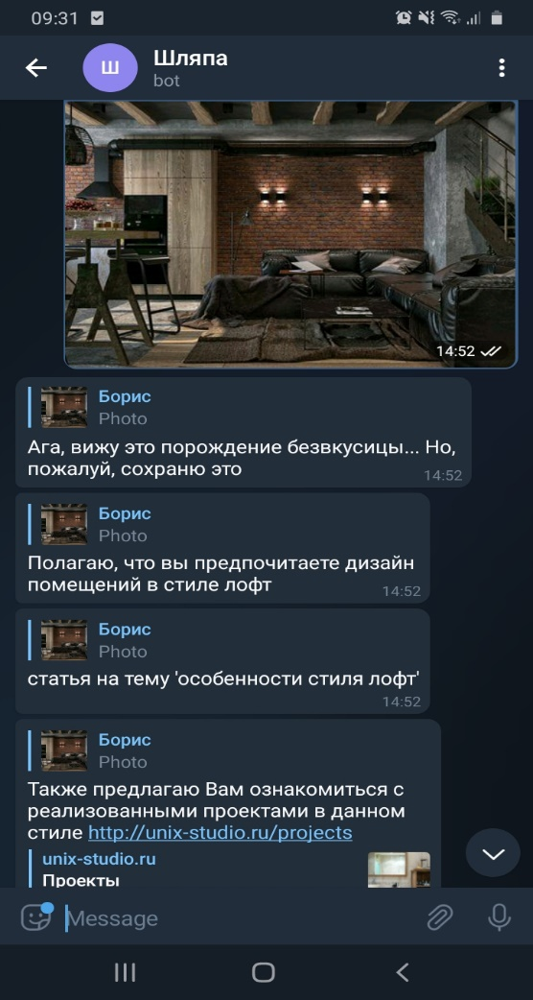 09:31
Ш
Шляпа
bot
14:52
Борис
Photo
Ага, вижу это порождение безвкусицы... Но,
пожалуй, сохраню это
14:52
Борис
Photo
Полагаю, что вы предпочитаете дизайн
помещений в стиле лофт
14:52
Борис
Photo
статья на тему 'особенности стиля лофт'
14:52
Борис
Photo
Также предлагаю Вам ознакомиться с
реализованными проектами в данном
стиле http://unix-studio.ru/projects
unix-studio.ru
Проекты
Message